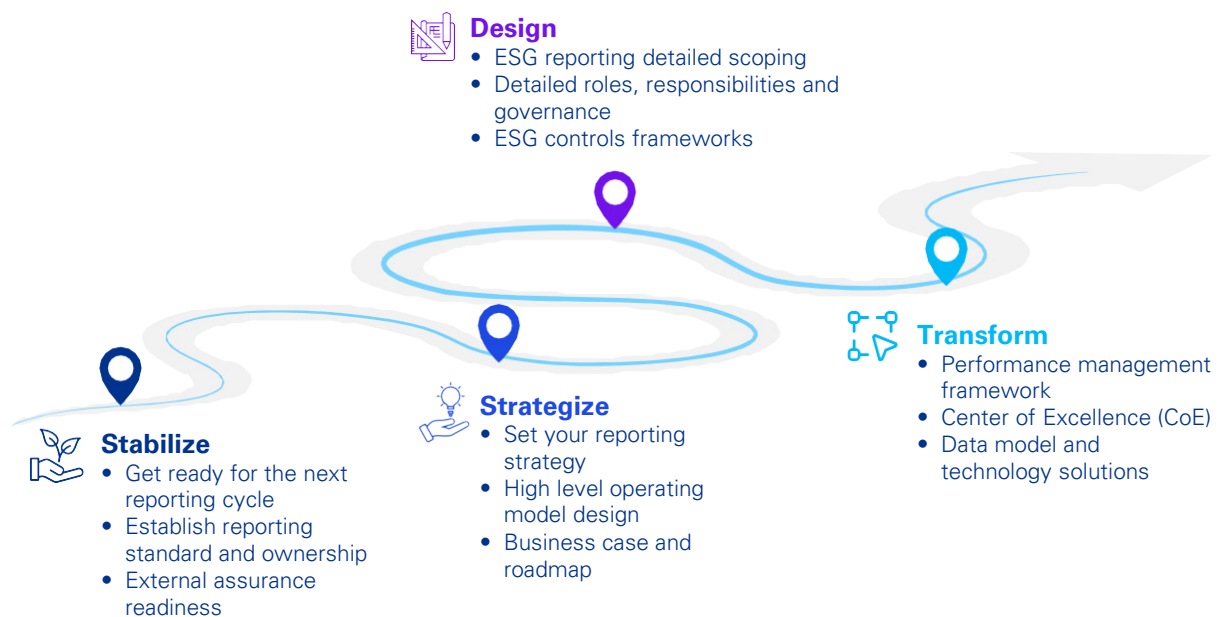 Design
• ESG reporting detailed scoping
• Detailed roles, responsibilities and
governance
• ESG controls frameworks
Stabilize
• Get ready for the next
reporting cycle
• Establish reporting
standard and ownership
• External assurance
readiness
Strategize
• Set your reporting
strategy
• High level operating
model design
• Business case and
roadmap
Transform
• Performance management
framework
• Center of Excellence (CoE)
• Data model and
technology solutions